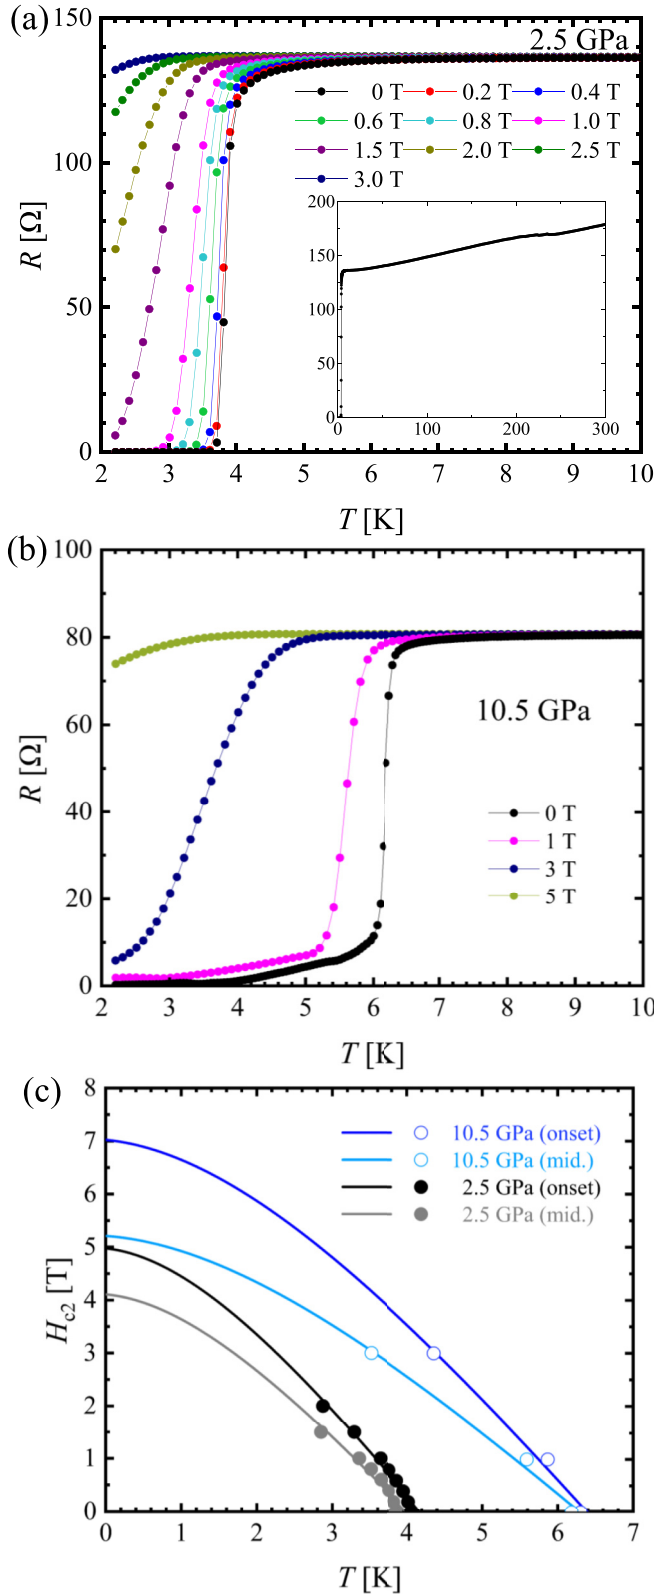 (a)
150
2.5 GPa
0 T 0.2 T 0.4 T
0.6 T 0.8 T 1.0 T
1.5 T 2.0 T 2.5 T
3.0 T
100
R [Ω]
200
150
100
50
0
0 100 200 300
50
0
2 3 4 5 6 7 8 9 10
T [K]
(b)
100
80
10.5 GPa
60
R [Ω]
0 T
1 T
3 T
5 T
40
20
0
2 3 4 5 6 7 8 9 10
T [K]
(c)
8
10.5 GPa (onset)
10.5 GPa (mid.)
2.5 GPa (onset)
2.5 GPa (mid.)
7
6
5
H_c2 [T]
4
3
2
1
0
0 1 2 3 4 5 6 7
T [K]